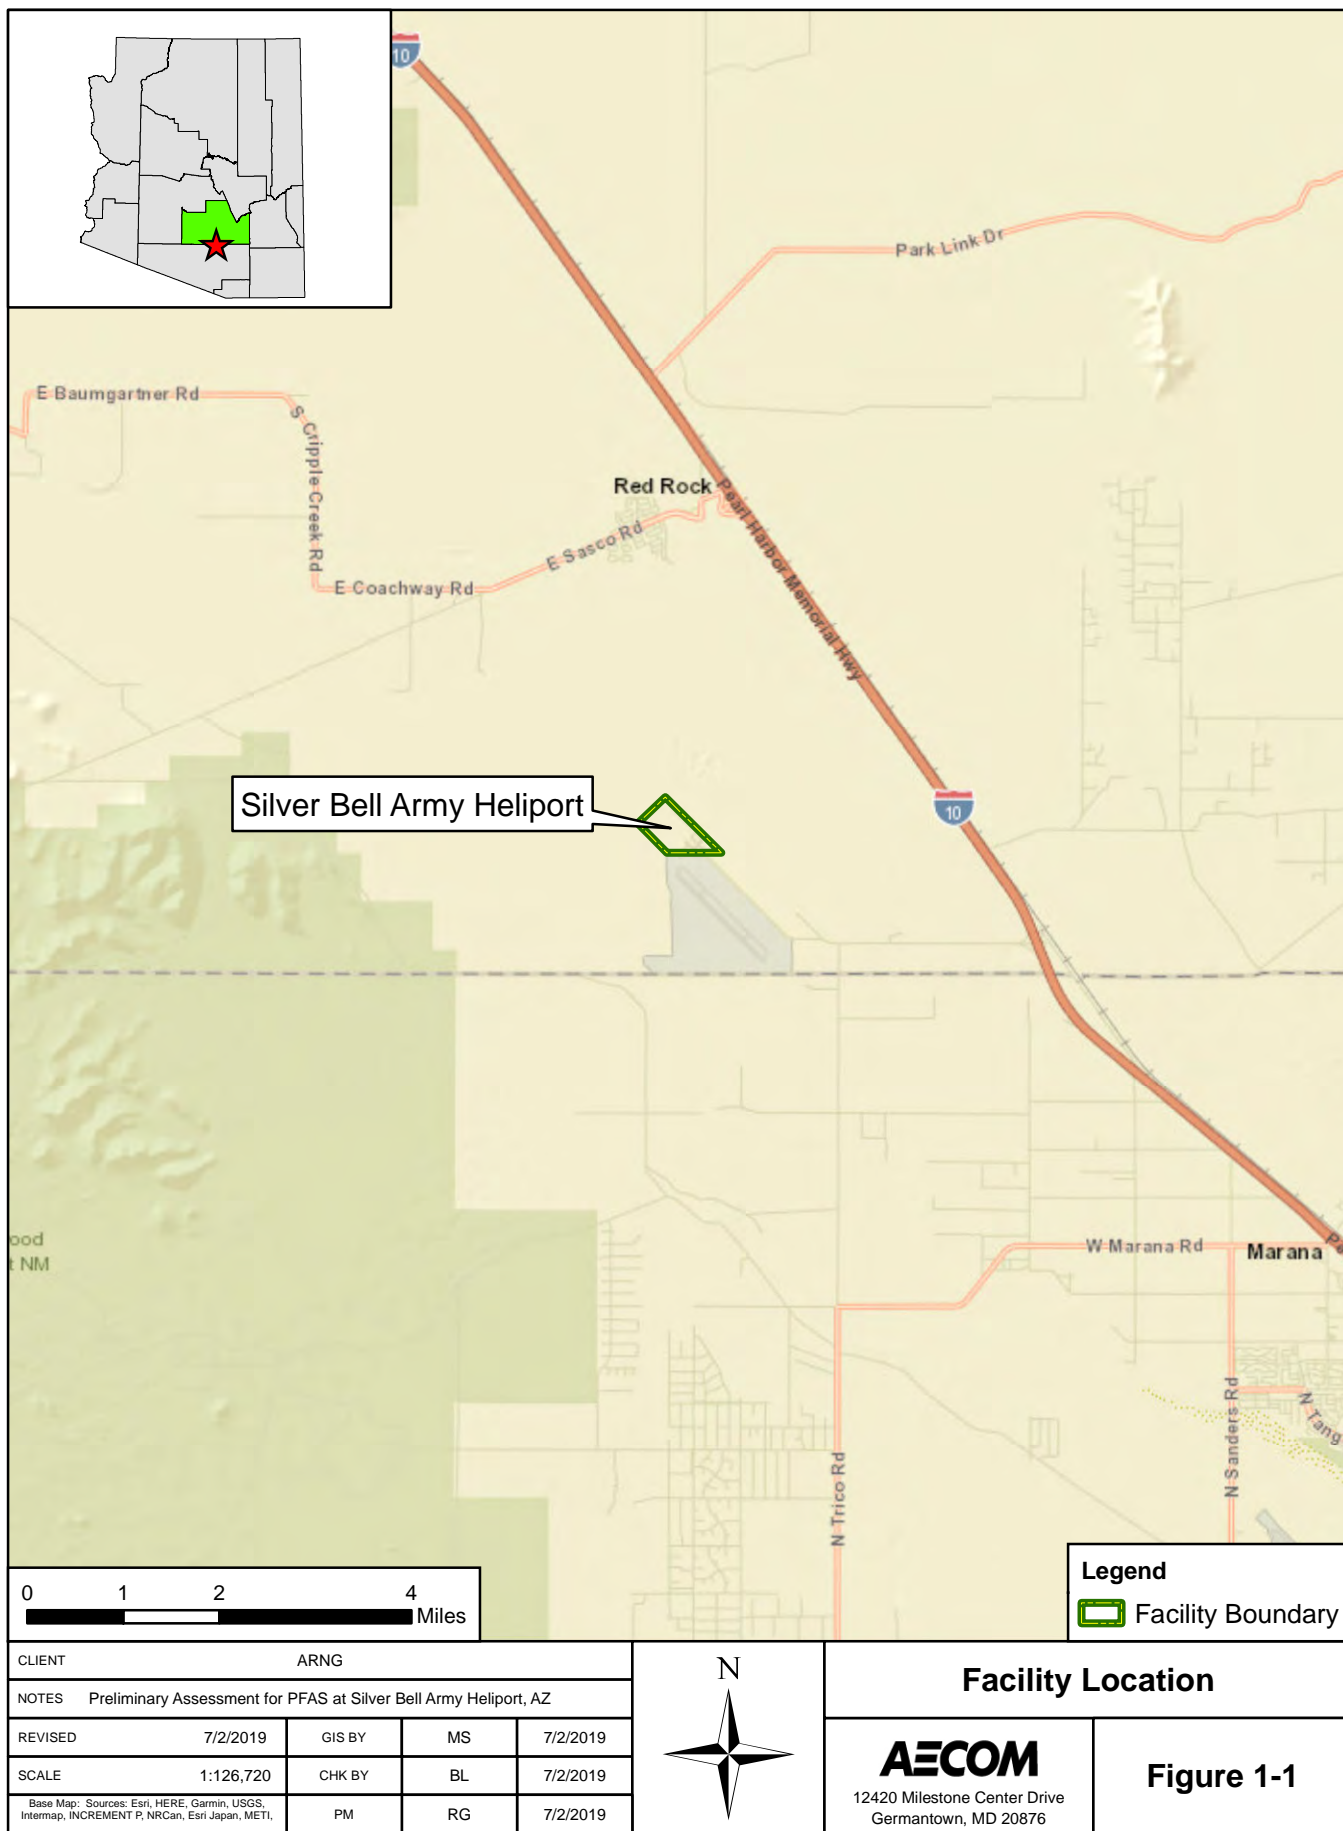 10
Park Link Dr
E Baumgartner Rd
S Cripple Creek Rd
Red Rock
Pearl Harbor Memorial Hwy
E Sasco Rd
E Coachway Rd
Silver Bell Army Heliport
10
ood
t NM
W Marana Rd
Marana
Pe
N Trico Rd
N Sanders Rd
N Tang
0 1 2 4
Miles
Legend
Facility Boundary
CLIENT ARNG
NOTES Preliminary Assessment for PFAS at Silver Bell Army Heliport, AZ
REVISED 7/2/2019 GIS BY MS 7/2/2019
SCALE 1:126,720 CHK BY BL 7/2/2019
Base Map: Sources: Esri, HERE, Garmin, USGS,
Intermap, INCREMENT P, NRCan, Esri Japan, METI,
PM RG 7/2/2019
N
Facility Location
AECOM
12420 Milestone Center Drive
Germantown, MD 20876
Figure 1-1